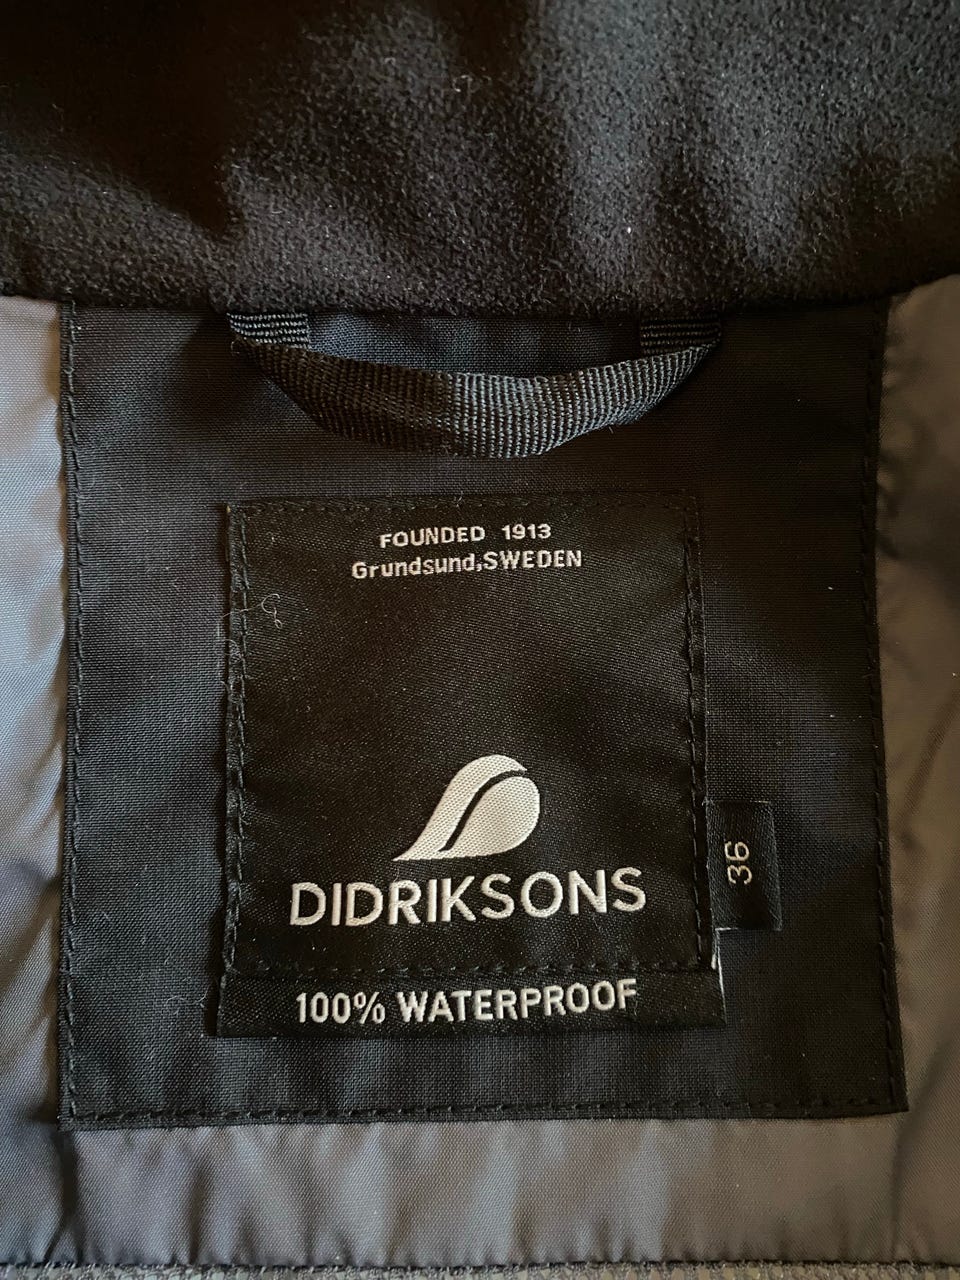 FOUNDED 1913
Grundsund,SWEDEN
DIDRIKSONS
36
100% WATERPROOF